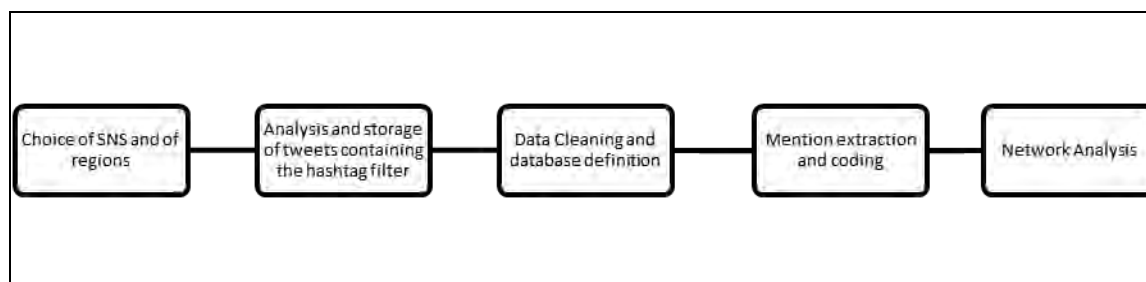 Choice of SNS and of
regions
Analysis and storage
of tweets containing
the hashtag filter
Data Cleaning and
database definition
Mention extraction
and coding
Network Analysis